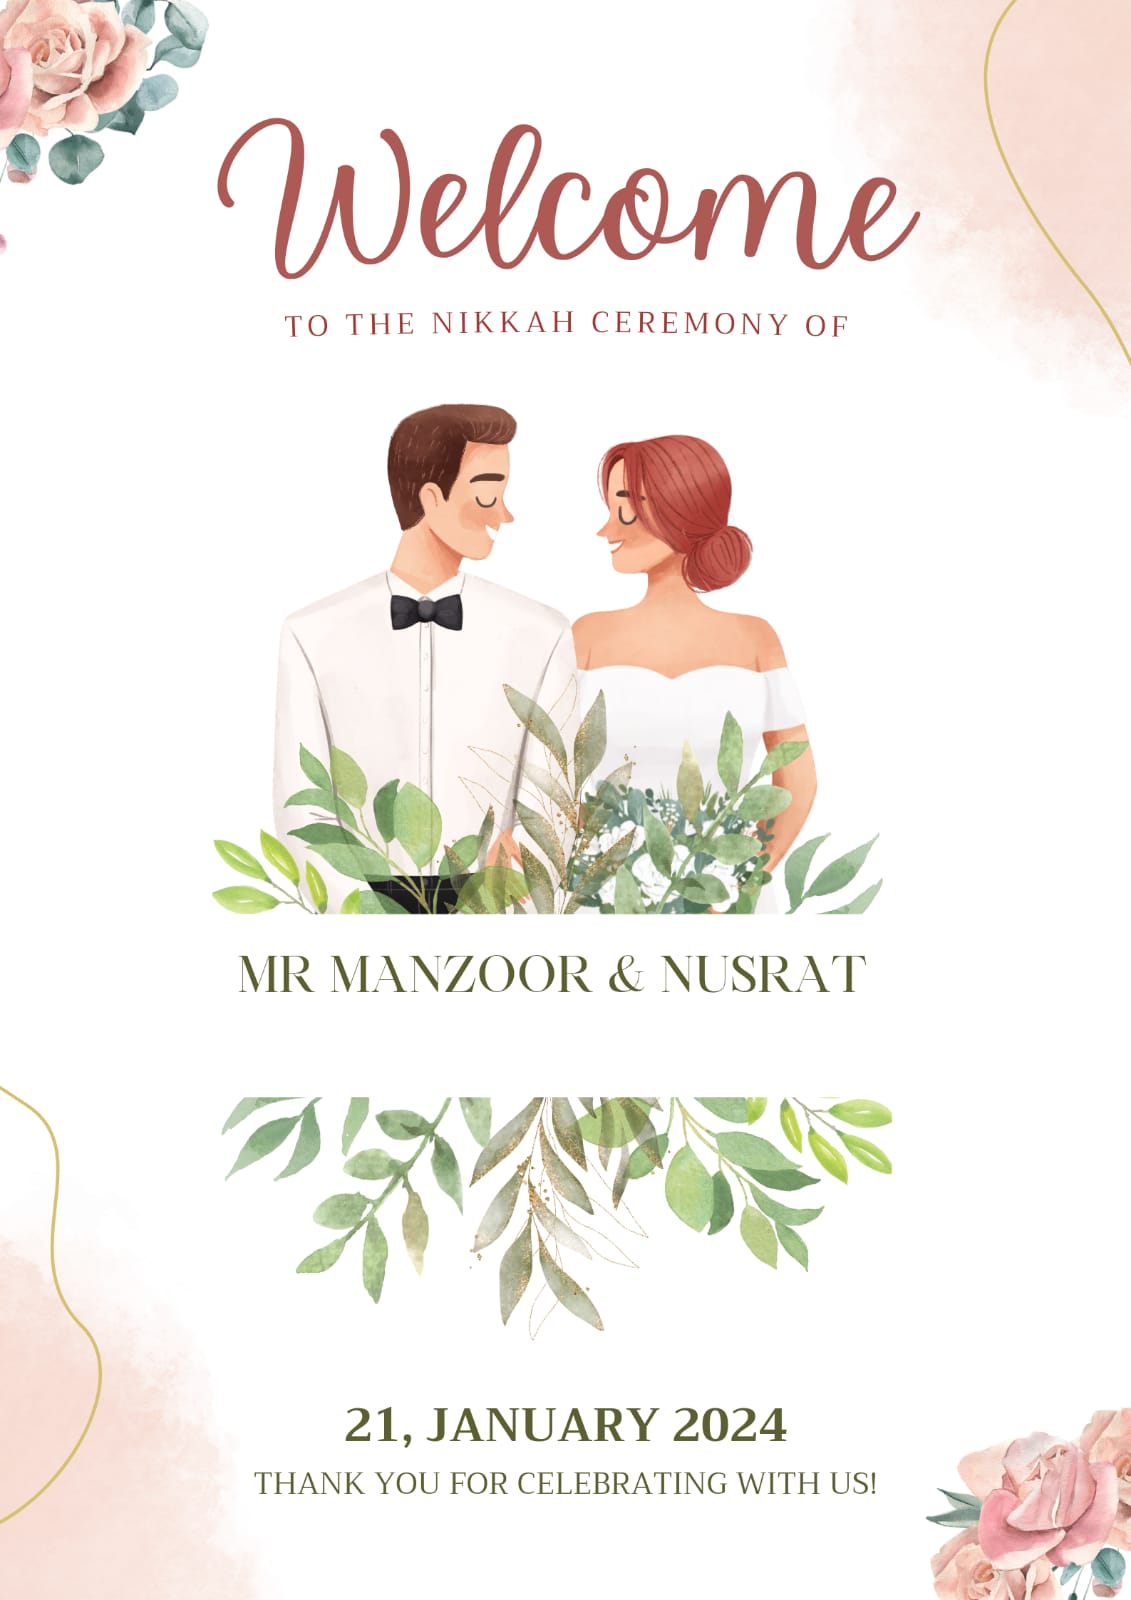 Welcome
TO THE NIKKAH CEREMONY OF
MR MANZOOR & NUSRAT
21, JANUARY 2024
THANK YOU FOR CELEBRATING WITH US!